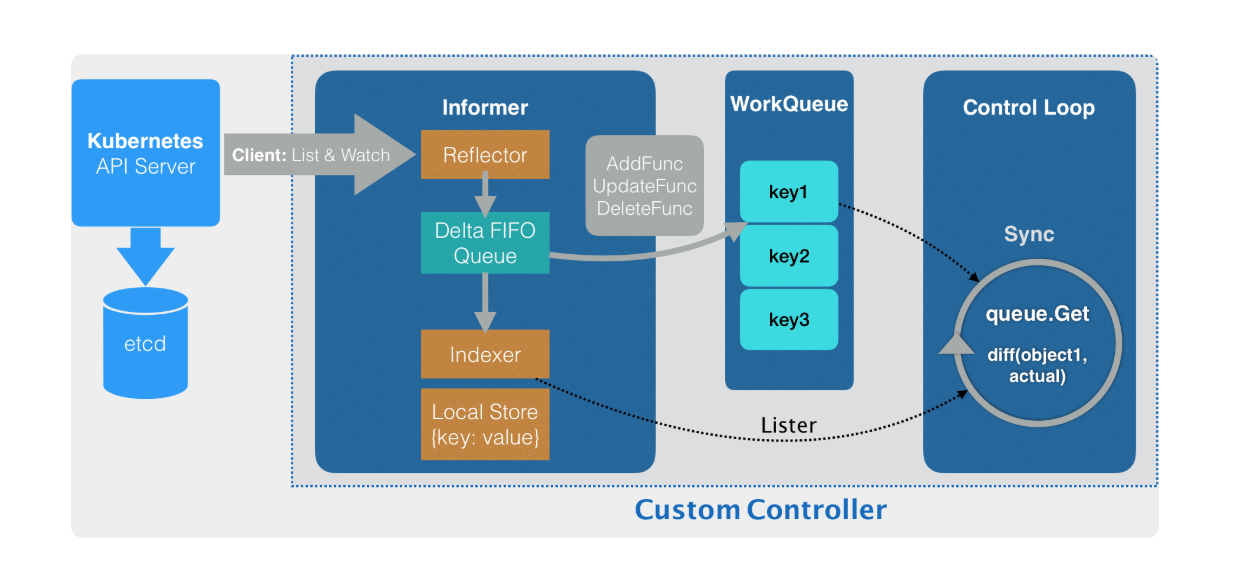 Kubernetes
API Server
etcd
Client: List & Watch
Informer
Reflector
Delta FIFO
Queue
Indexer
Local Store
{key: value}
AddFunc
UpdateFunc
DeleteFunc
WorkQueue
key1
key2
key3
Lister
Control Loop
Sync
queue.Get
diff(object1,
actual)
Custom Controller